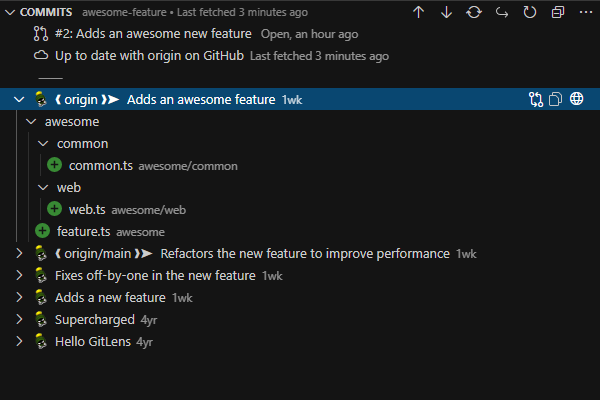 COMMITS awesome-feature • Last fetched 3 minutes ago
#2: Adds an awesome new feature Open, an hour ago
Up to date with origin on GitHub Last fetched 3 minutes ago
❰ origin ❱➤ Adds an awesome feature 1wk
awesome
common
common.ts awesome/common
web
web.ts awesome/web
feature.ts awesome
❰ origin/main ❱➤ Refactors the new feature to improve performance 1wk
Fixes off-by-one in the new feature 1wk
Adds a new feature 1wk
Supercharged 4yr
Hello GitLens 4yr